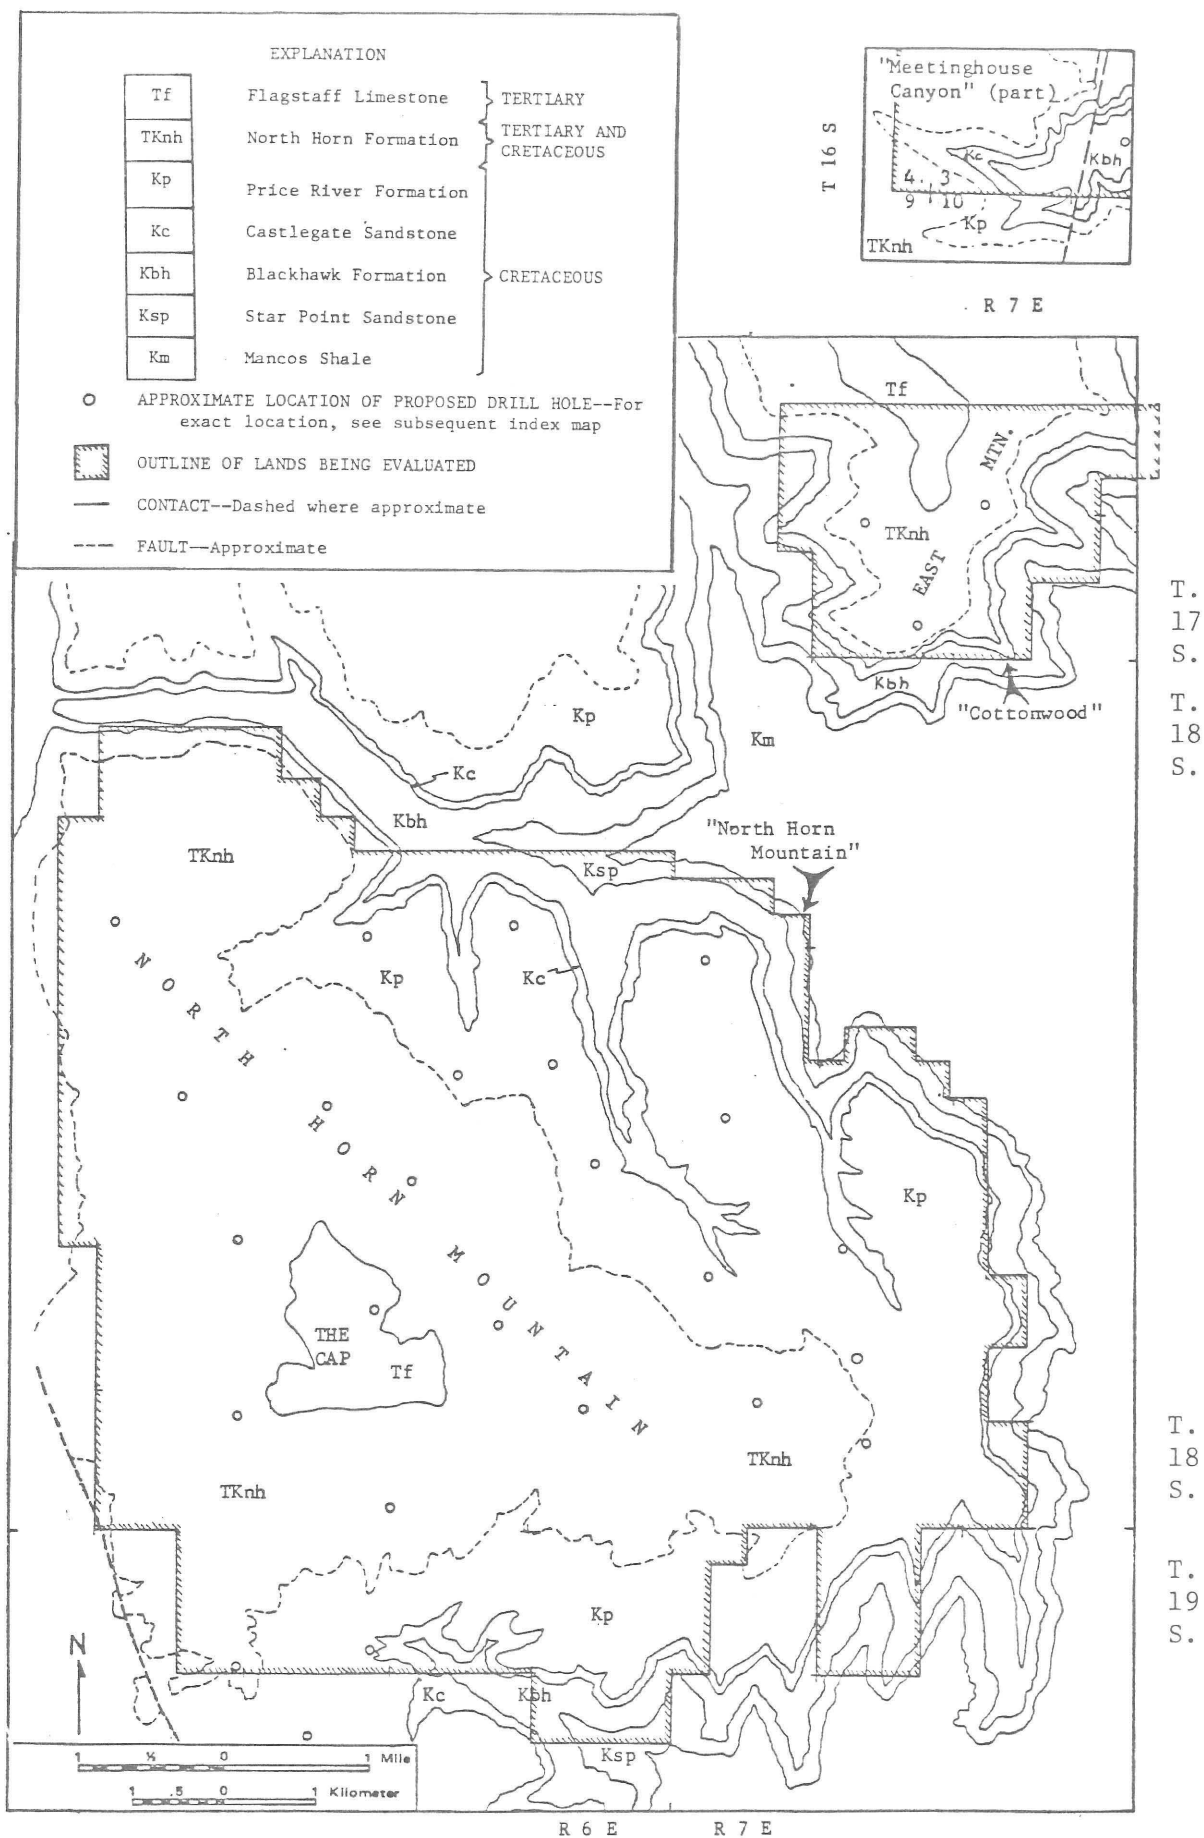 EXPLANATION
Tf Flagstaff Limestone TERTIARY
TKnh North Horn Formation TERTIARY AND
CRETACEOUS
Kp Price River Formation
Kc Castlegate Sandstone
Kbh Blackhawk Formation CRETACEOUS
Ksp Star Point Sandstone
Km Mancos Shale
APPROXIMATE LOCATION OF PROPOSED DRILL HOLE--For
exact location, see subsequent index map
OUTLINE OF LANDS BEING EVALUATED
CONTACT--Dashed where approximate
FAULT--Approximate
"Meetinghouse
Canyon" (part)
T 16 S
Kc
Kbh
4 3
9 10
Kp
TKnh
R 7 E
Tf
EAST MTN.
TKnh
Kbh
"Cottonwood"
T.
17
S.
T.
18
S.
Kp
Km
Kc
Kbh
"North Horn
Mountain"
TKnh
Ksp
Kp
Kc
NORTH HORN MOUNTAIN
Kp
THE
CAP
Tf
TKnh
TKnh
T.
18
S.
T.
19
S.
Kp
N
Kc
Kbh
Ksp
1 ½ 0 1 Mile
1 .5 0 1 Kilometer
R 6 E R 7 E